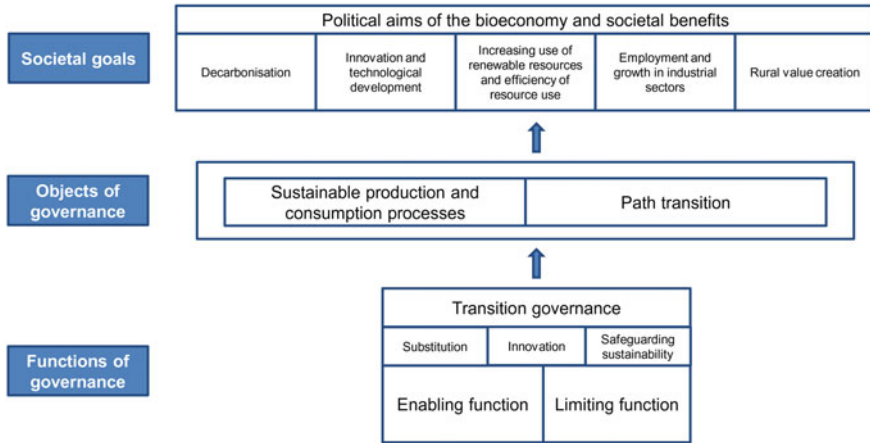 Societal goals
Political aims of the bioeconomy and societal benefits
Decarbonisation
Innovation and
technological
development
Increasing use of
renewable resources
and efficiency of
resource use
Employment and
growth in industrial
sectors
Rural value creation
Objects of
governance
Sustainable production and
consumption processes
Path transition
Functions of
governance
Transition governance
Substitution
Innovation
Safeguarding
sustainability
Enabling function
Limiting function